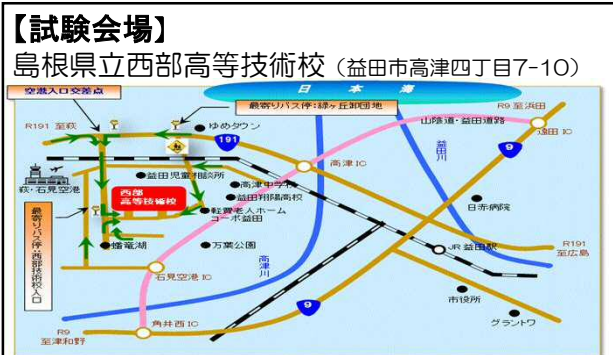 【試験会場】
島根県立西部高等技術校（益田市高津四丁目7-10）
空港入口交差点
日本海
最寄りバス停：緑ヶ丘卸団地
R9 至浜田
R191 至萩
ゆめタウン
山陰道・益田道路
191
9
遠田IC
益田川
高津IC
萩・石見空港
益田児童相談所
高津中学校
西部
高等技術校
益田翔陽高校
日赤病院
軽費老人ホーム
コーポ益田
最寄りバス停：西部技術校入口
蟠竜湖
万葉公園
高津川
JR 益田駅
R191
至広島
石見空港IC
市役所
9
グラントワ
R9
至津和野
角井西IC